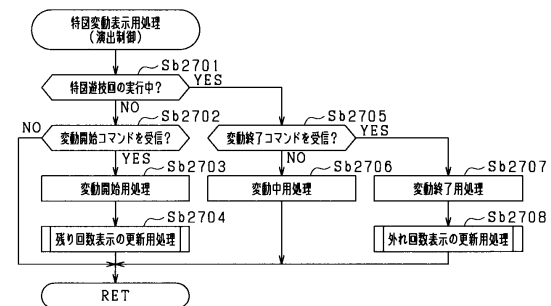 特図変動表示用処理
(演出制御)
Sb2701
特図遊技回の実行中?
YES
NO
Sb2702
Sb2705
NO
変動開始コマンドを受信?
変動終了コマンドを受信?
YES
YES
Sb2703
NO
Sb2706
Sb2707
変動開始用処理
変動中用処理
変動終了用処理
Sb2704
Sb2708
残り回数表示の更新用処理
外れ回数表示の更新用処理
RET